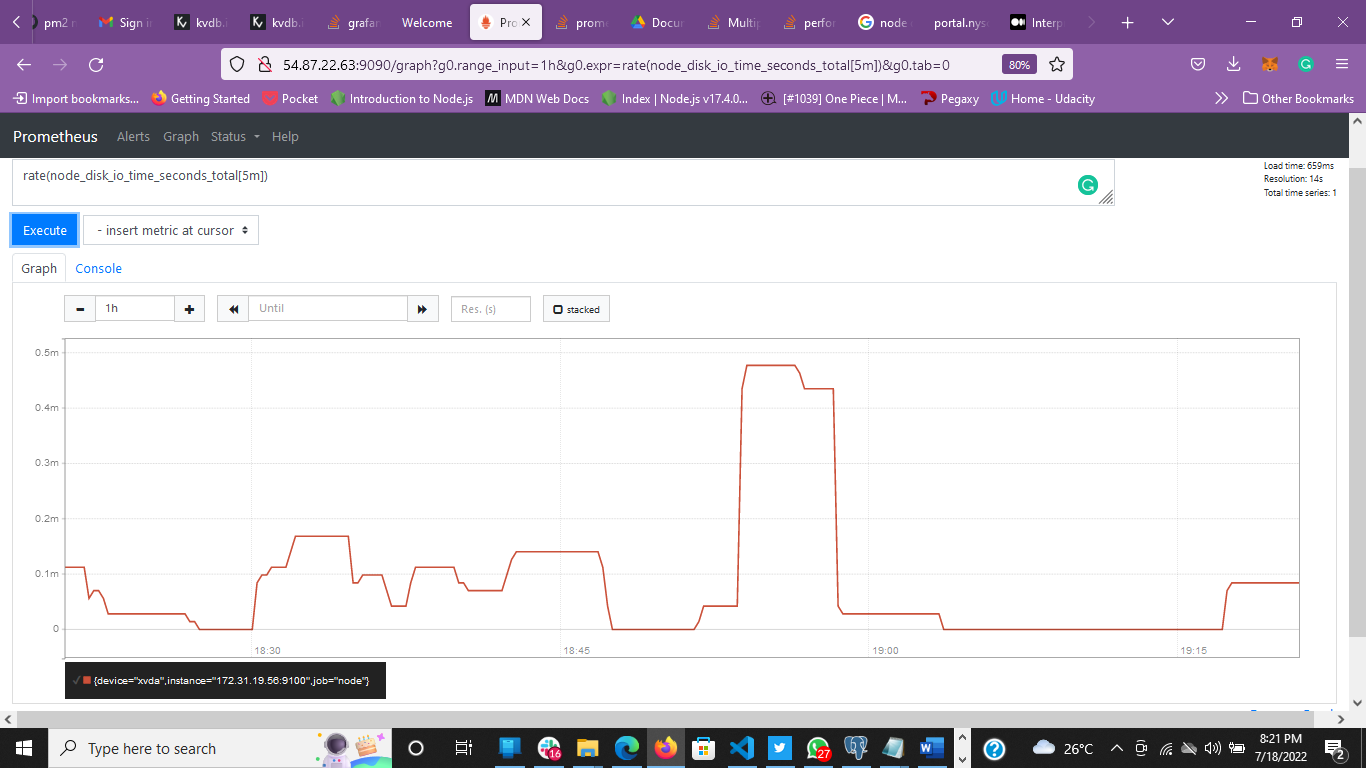 pm2 n
Sign i
kvdb.i
kvdb.i
grafan
Welcome
Pro
prome
Docum
Multip
perfor
node
portal.nyse
Interp
54.87.22.63:9090/graph?g0.range_input=1h&g0.expr=rate(node_disk_io_time_seconds_total[5m])&g0.tab=0
80%
Import bookmarks...
Getting Started
Pocket
Introduction to Node.js
MDN Web Docs
Index | Node.js v17.4.0...
[#1039] One Piece | M...
Pegaxy
Home - Udacity
Other Bookmarks
Prometheus
Alerts
Graph
Status
Help
rate(node_disk_io_time_seconds_total[5m])
Load time: 659ms
Resolution: 14s
Total time series: 1
Execute
- insert metric at cursor
Graph
Console
1h
Until
Res. (s)
stacked
0.5m
0.4m
0.3m
0.2m
0.1m
0
18:30
18:45
19:00
19:15
{device="xvda",instance="172.31.19.56:9100",job="node"}
Type here to search
16
27
26°C
8:21 PM
7/18/2022
2